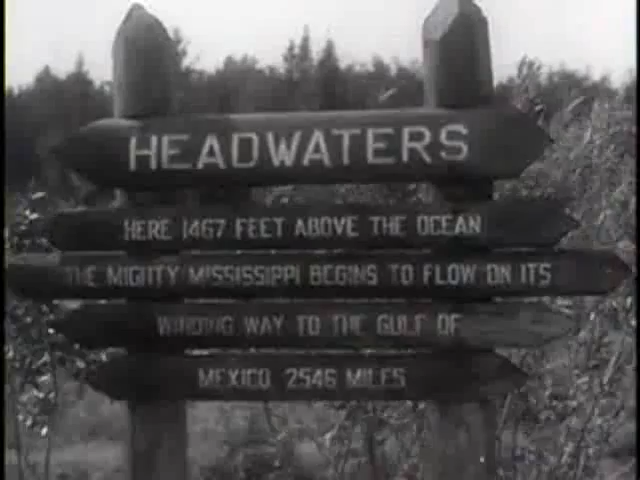 HEADWATERS
HERE 1467 FEET ABOVE THE OCEAN
THE MIGHTY MISSISSIPPI BEGINS TO FLOW ON ITS
WINDING WAY TO THE GULF OF
MEXICO 2546 MILES